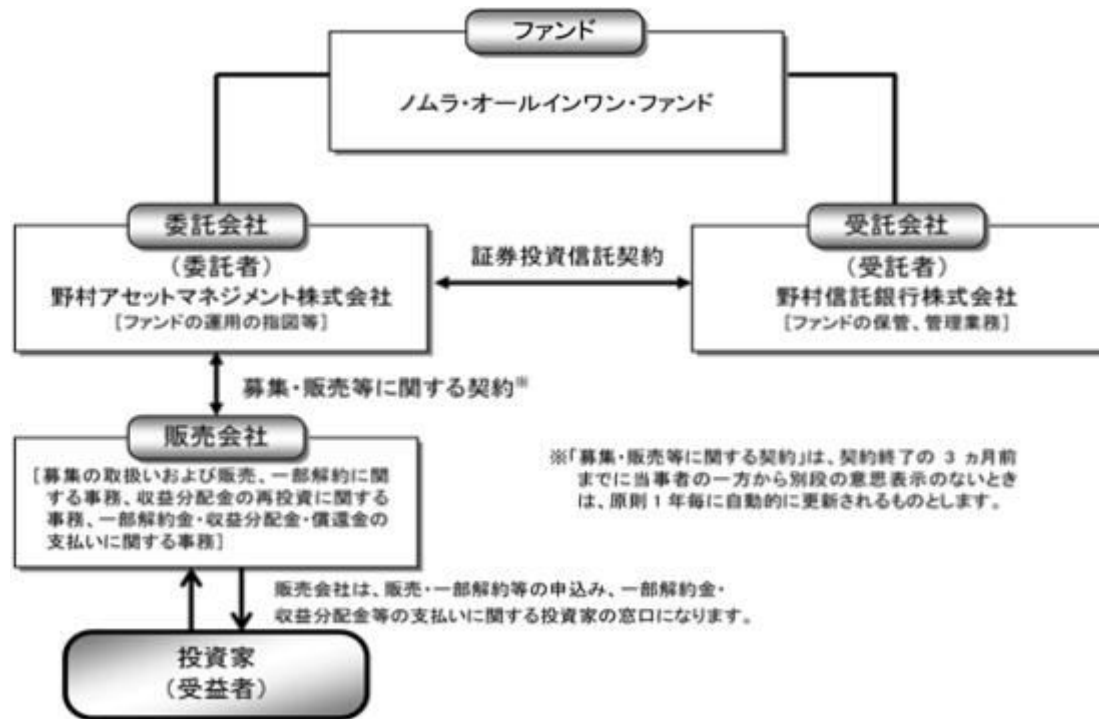 ファンド
ノムラ・オールインワン・ファンド
委託会社
(委託者)
野村アセットマネジメント株式会社
[ファンドの運用の指図等]
証券投資信託契約
受託会社
(受託者)
野村信託銀行株式会社
[ファンドの保管、管理業務]
募集・販売等に関する契約※
販売会社
[募集の取扱いおよび販売、一部解約に関
する事務、収益分配金の再投資に関する
事務、一部解約金・収益分配金・償還金の
支払いに関する事務]
※「募集・販売等に関する契約」は、契約終了の 3 ヵ月前
までに当事者の一方から別段の意思表示のないとき
は、原則 1 年毎に自動的に更新されるものとします。
販売会社は、販売・一部解約等の申込み、一部解約金・
収益分配金等の支払いに関する投資家の窓口になります。
投資家
(受益者)